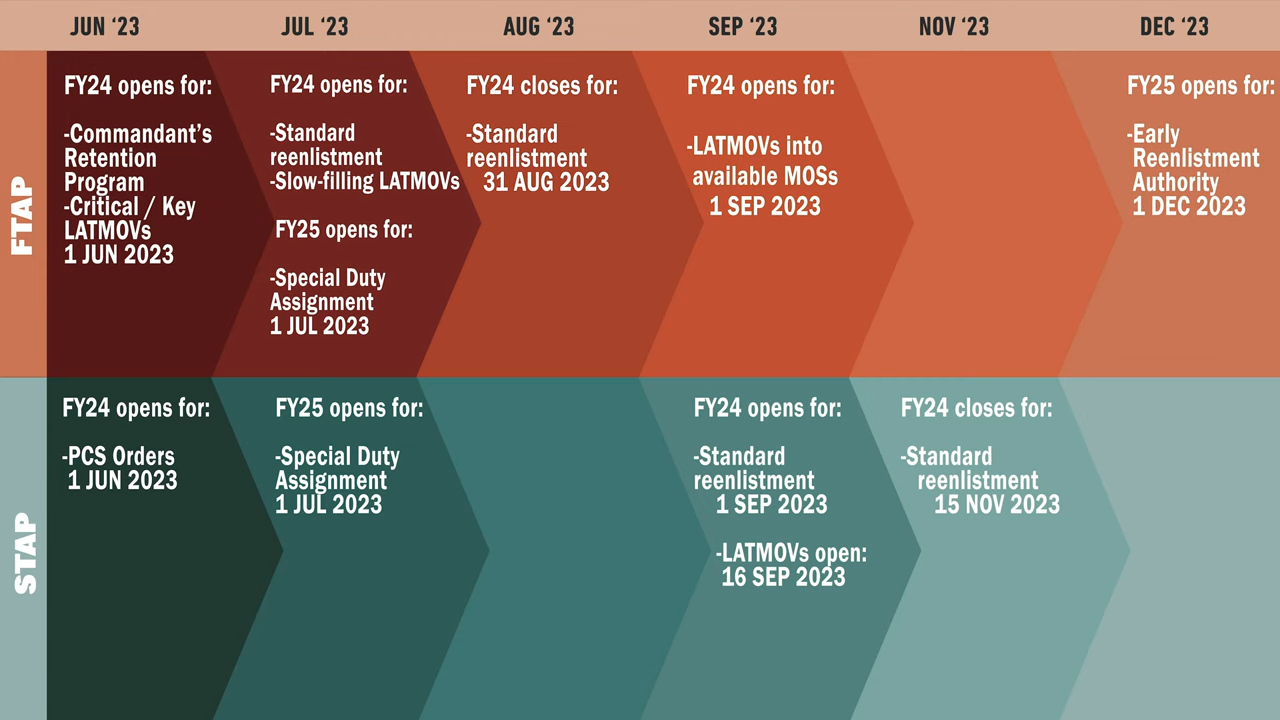 JUN ‘23
JUL ‘23
AUG ‘23
SEP ‘23
NOV ‘23
DEC ‘23
FTAP
FY24 opens for:
-Commandant’s
Retention
Program
-Critical / Key
LATMOVs
1 JUN 2023
FY24 opens for:
-Standard
reenlistment
-Slow-filling LATMOVs
FY25 opens for:
-Special Duty
Assignment
1 JUL 2023
FY24 closes for:
-Standard
reenlistment
31 AUG 2023
FY24 opens for:
-LATMOVs into
available MOSs
1 SEP 2023
FY25 opens for:
-Early
Reenlistment
Authority
1 DEC 2023
STAP
FY24 opens for:
-PCS Orders
1 JUN 2023
FY25 opens for:
-Special Duty
Assignment
1 JUL 2023
FY24 opens for:
-Standard
reenlistment
1 SEP 2023
-LATMOVs open:
16 SEP 2023
FY24 closes for:
-Standard
reenlistment
15 NOV 2023